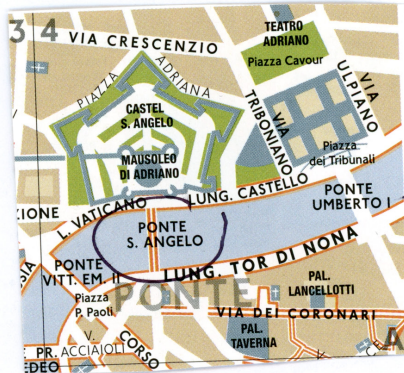 3 4
VIA CRESCENZIO
TEATRO
ADRIANO
Piazza Cavour
PIAZZA ADRIANA
CASTEL
S. ANGELO
VIA
TRIBONIANO
VIA
ULPIANO
MAUSOLEO
DI ADRIANO
Piazza
dei Tribunali
ZIONE
L. VATICANO
LUNG. CASTELLO
PONTE
UMBERTO I
PONTE
S. ANGELO
PONTE
VITT. EM. II
LUNG. TOR DI NONA
Piazza
P. Paoli
PONTE
PAL.
LANCELLOTTI
VIA DEI CORONARI
V.
PR. ACCIAIOLI
CORSO
PAL.
TAVERNA
DEO
A